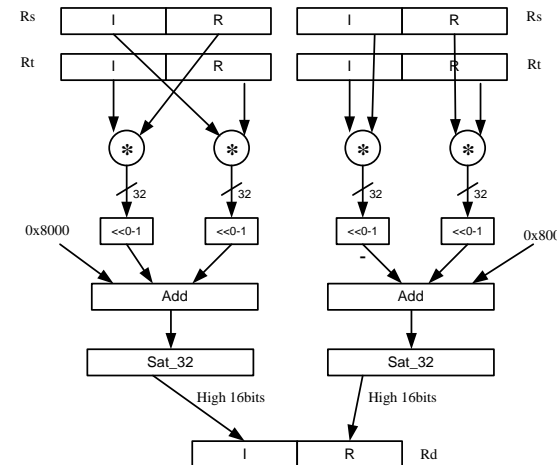 Rs I R I R Rs
Rt I R I R Rt
* * * *
32 32 32 32
<<0-1 <<0-1 <<0-1 <<0-1
0x8000 - 0x800
Add Add
Sat_32 Sat_32
High 16bits High 16bits
I R Rd